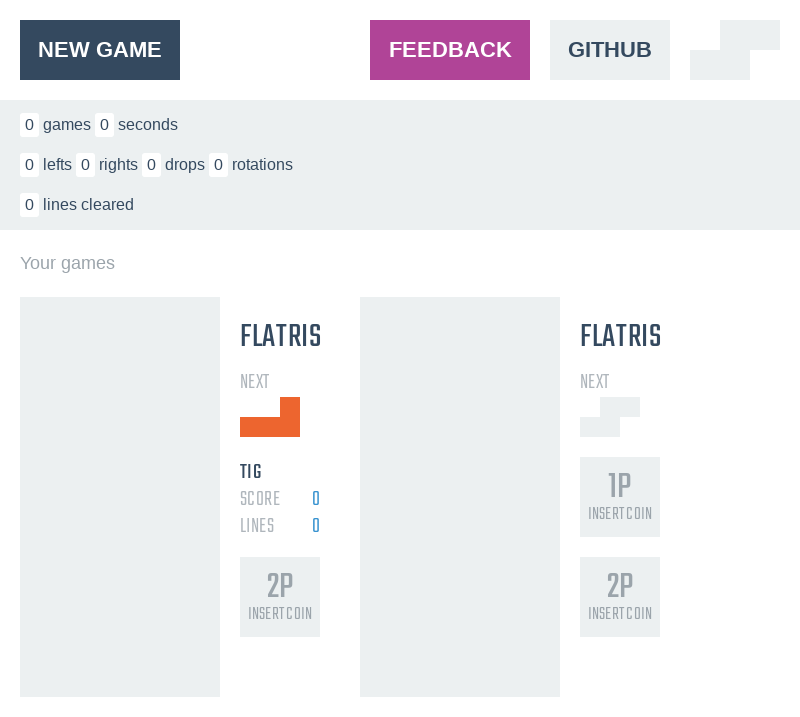 NEW GAME FEEDBACK GITHUB
0 games 0 seconds
0 lefts 0 rights 0 drops 0 rotations
0 lines cleared
Your games
FLATRIS
NEXT
TIG
SCORE 0
LINES 0
2P
INSERT COIN
FLATRIS
NEXT
1P
INSERT COIN
2P
INSERT COIN